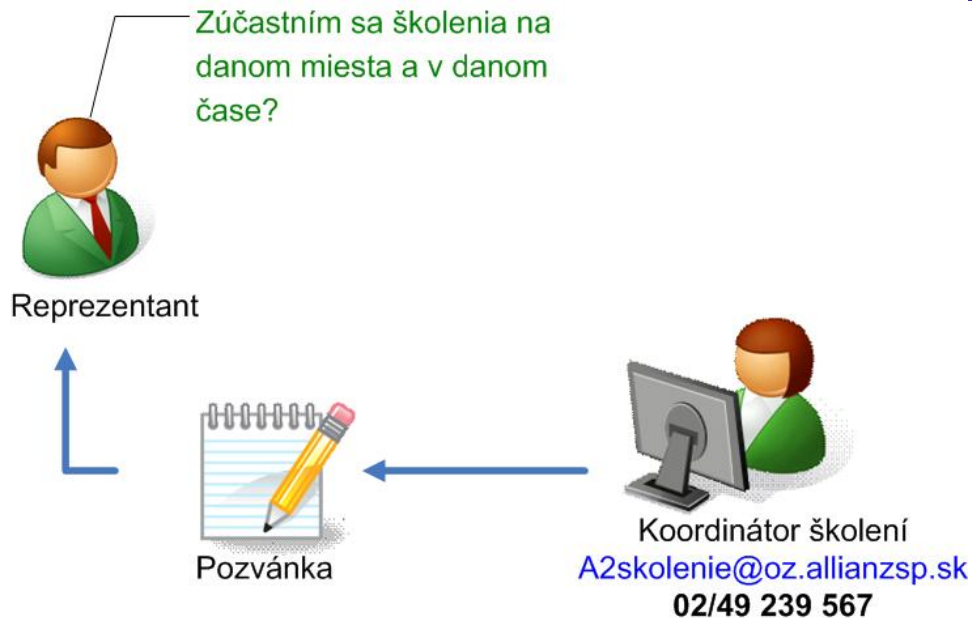 Zúčastním sa školenia na
danom miesta a v danom
čase?
Reprezentant
Pozvánka
Koordinátor školení
A2skolenie@oz.allianzsp.sk
02/49 239 567